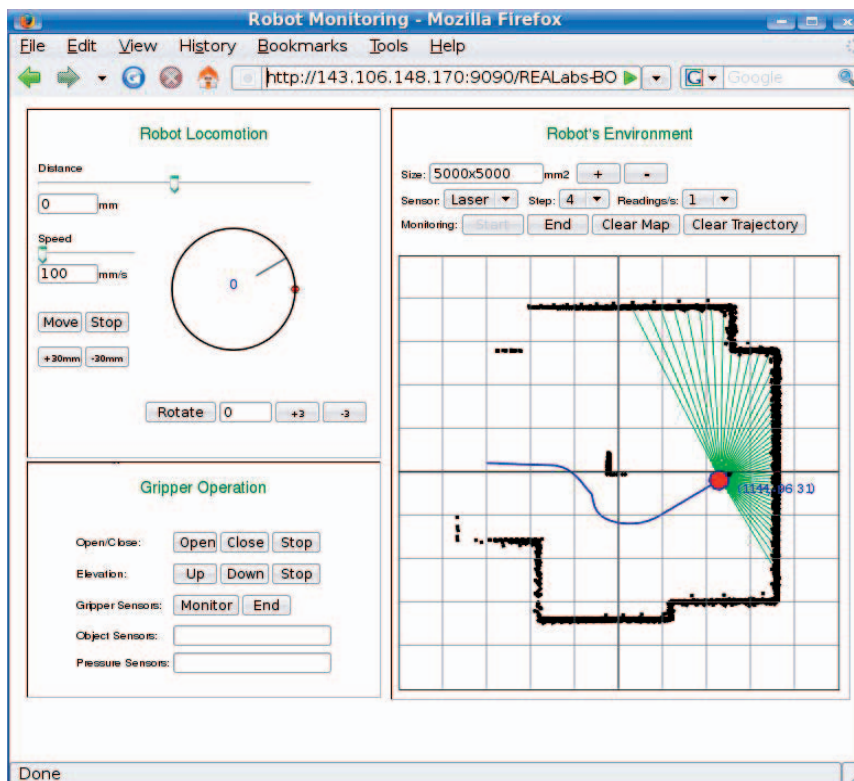 Robot Monitoring - Mozilla Firefox
File Edit View History Bookmarks Tools Help
http://143.106.148.170:9090/REALabs-BO G Google
Robot Locomotion
Distance
0 mm
Speed
100 mm/s
0
Move Stop
+30mm -30mm
Rotate 0 +3 -3
Gripper Operation
Open/Close: Open Close Stop
Elevation: Up Down Stop
Gripper Sensors: Monitor End
Object Sensors:
Pressure Sensors:
Robot's Environment
Size: 5000x5000 mm2 + -
Sensor: Laser Step: 4 Readings/s: 1
Monitoring: Start End Clear Map Clear Trajectory
Done